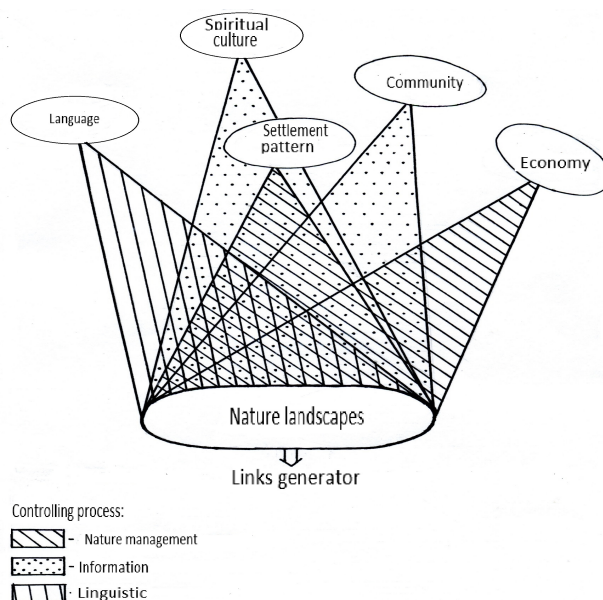 Spiritual
culture
Community
Language
Settlement
pattern
Economy
Nature landscapes
Links generator
Controlling process:
- Nature management
- Information
- Linguistic